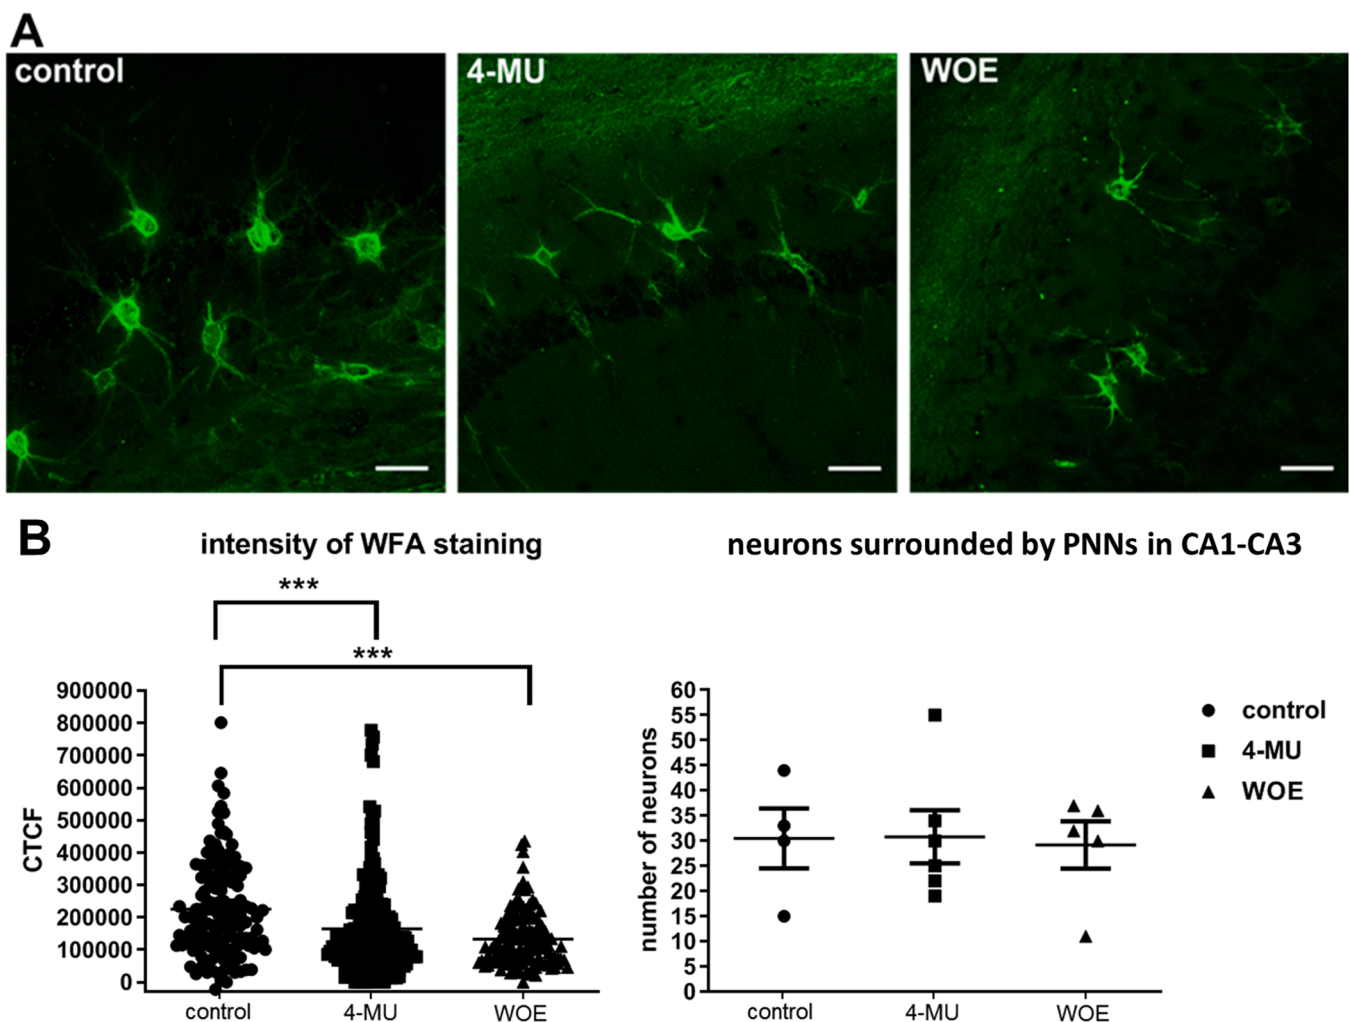 A
control
4-MU
WOE
B
intensity of WFA staining
neurons surrounded by PNNs in CA1-CA3
***
***
CTCF
900000
800000
700000
600000
500000
400000
300000
200000
100000
0
control
4-MU
WOE
number of neurons
60
55
50
45
40
35
30
25
20
15
10
5
0
control
4-MU
WOE
control
4-MU
WOE